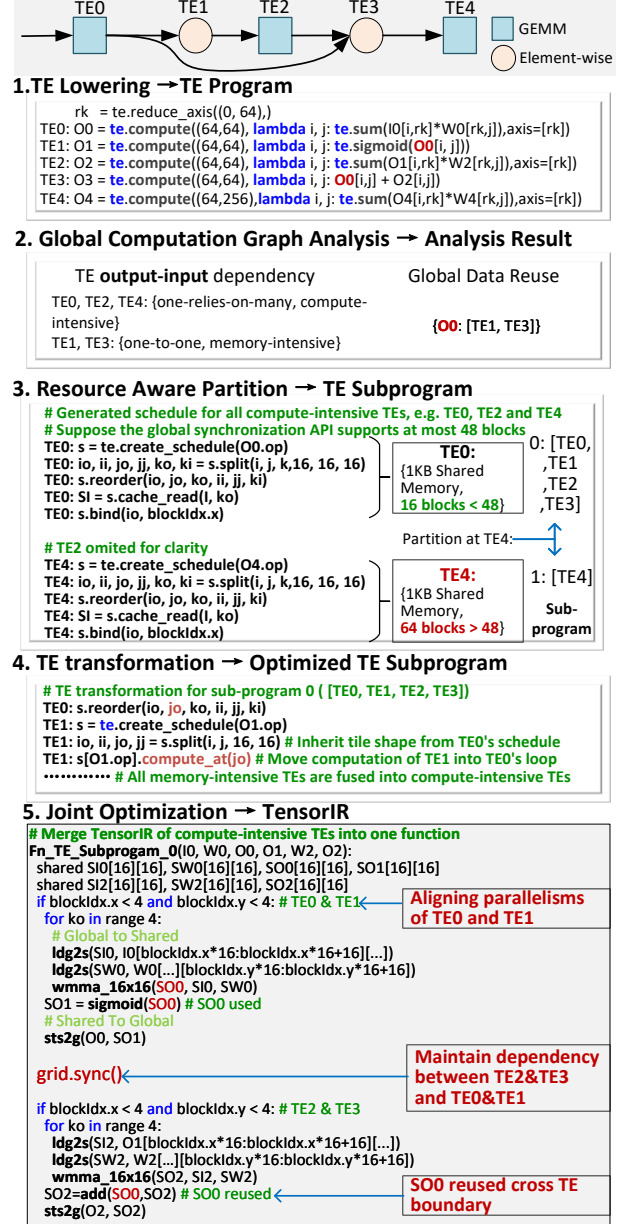 TE0 TE1 TE2 TE3 TE4
GEMM
Element-wise
1.TE Lowering → TE Program
rk = te.reduce_axis((0, 64),)
TE0: O0 = te.compute((64,64), lambda i, j: te.sum(I0[i,rk]*W0[rk,j]),axis=[rk])
TE1: O1 = te.compute((64,64), lambda i, j: te.sigmoid(O0[i, j]))
TE2: O2 = te.compute((64,64), lambda i, j: te.sum(O1[i,rk]*W2[rk,j]),axis=[rk])
TE3: O3 = te.compute((64,64), lambda i, j: O0[i,j] + O2[i,j])
TE4: O4 = te.compute((64,256),lambda i, j: te.sum(O4[i,rk]*W4[rk,j]),axis=[rk])
2. Global Computation Graph Analysis → Analysis Result
TE output-input dependency
TE0, TE2, TE4: {one-relies-on-many, compute-
intensive}
TE1, TE3: {one-to-one, memory-intensive}
Global Data Reuse
{O0: [TE1, TE3]}
3. Resource Aware Partition → TE Subprogram
# Generated schedule for all compute-intensive TEs, e.g. TE0, TE2 and TE4
# Suppose the global synchronization API supports at most 48 blocks
TE0: s = te.create_schedule(O0.op)
TE0: io, ii, jo, jj, ko, ki = s.split(i, j, k,16, 16, 16)
TE0: s.reorder(io, jo, ko, ii, jj, ki)
TE0: SI = s.cache_read(I, ko)
TE0: s.bind(io, blockIdx.x)
TE0:
{1KB Shared
Memory,
16 blocks < 48}
0: [TE0,
,TE1
,TE2
,TE3]
Partition at TE4:
# TE2 omited for clarity
TE4: s = te.create_schedule(O4.op)
TE4: io, ii, jo, jj, ko, ki = s.split(i, j, k,16, 16, 16)
TE4: s.reorder(io, jo, ko, ii, jj, ki)
TE4: SI = s.cache_read(I, ko)
TE4: s.bind(io, blockIdx.x)
TE4:
{1KB Shared
Memory,
64 blocks > 48}
1: [TE4]
Sub-
program
4. TE transformation → Optimized TE Subprogram
# TE transformation for sub-program 0 ( [TE0, TE1, TE2, TE3])
TE0: s.reorder(io, jo, ko, ii, jj, ki)
TE1: s = te.create_schedule(O1.op)
TE1: io, ii, jo, jj = s.split(i, j, 16, 16) # Inherit tile shape from TE0's schedule
TE1: s[O1.op].compute_at(jo) # Move computation of TE1 into TE0's loop
............ # All memory-intensive TEs are fused into compute-intensive TEs
5. Joint Optimization → TensorIR
# Merge TensorIR of compute-intensive TEs into one function
Fn_TE_Subprogam_0(I0, W0, O0, O1, W2, O2):
shared SI0[16][16], SW0[16][16], SO0[16][16], SO1[16][16]
shared SI2[16][16], SW2[16][16], SO2[16][16]
if blockIdx.x < 4 and blockIdx.y < 4: # TE0 & TE1
for ko in range 4:
# Global to Shared
ldg2s(SI0, I0[blockIdx.x*16:blockIdx.x*16+16][...])
ldg2s(SW0, W0[...][blockIdx.y*16:blockIdx.y*16+16])
wmma_16x16(SO0, SI0, SW0)
SO1 = sigmoid(SO0) # SO0 used
# Shared To Global
sts2g(O0, SO1)
Aligning parallelisms
of TE0 and TE1
grid.sync()
Maintain dependency
between TE2&TE3
and TE0&TE1
if blockIdx.x < 4 and blockIdx.y < 4: # TE2 & TE3
for ko in range 4:
ldg2s(SI2, O1[blockIdx.x*16:blockIdx.x*16+16][...])
ldg2s(SW2, W2[...][blockIdx.y*16:blockIdx.y*16+16])
wmma_16x16(SO2, SI2, SW2)
SO2=add(SO0,SO2) # SO0 reused
sts2g(O2, SO2)
SO0 reused cross TE
boundary